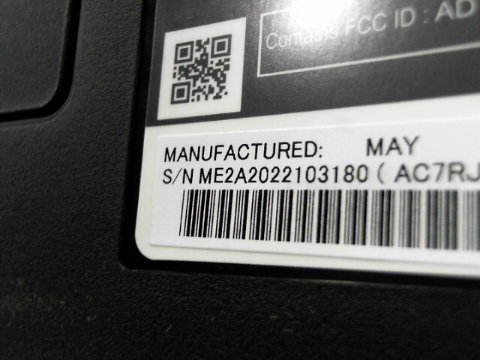 Contains FCC ID : AD
MANUFACTURED: MAY
S/N ME2A2022103180 ( AC7RJ